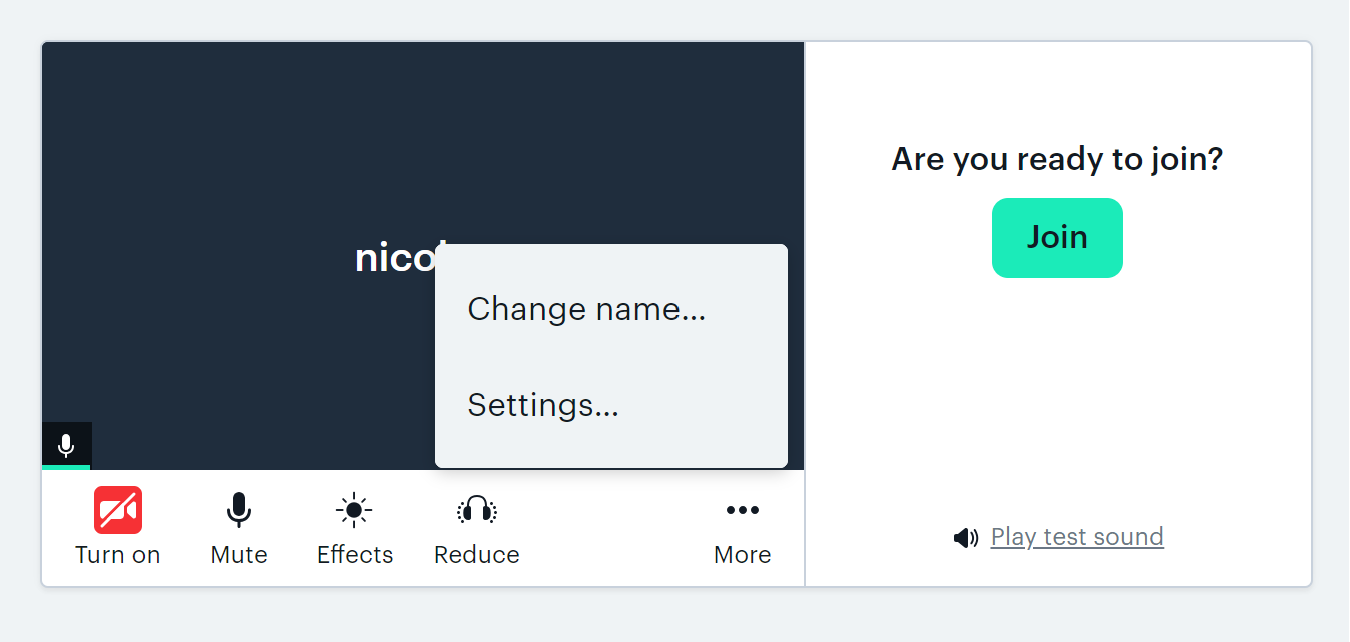 nico
Change name...
Settings...
Turn on
Mute
Effects
Reduce
More
Are you ready to join?
Join
Play test sound